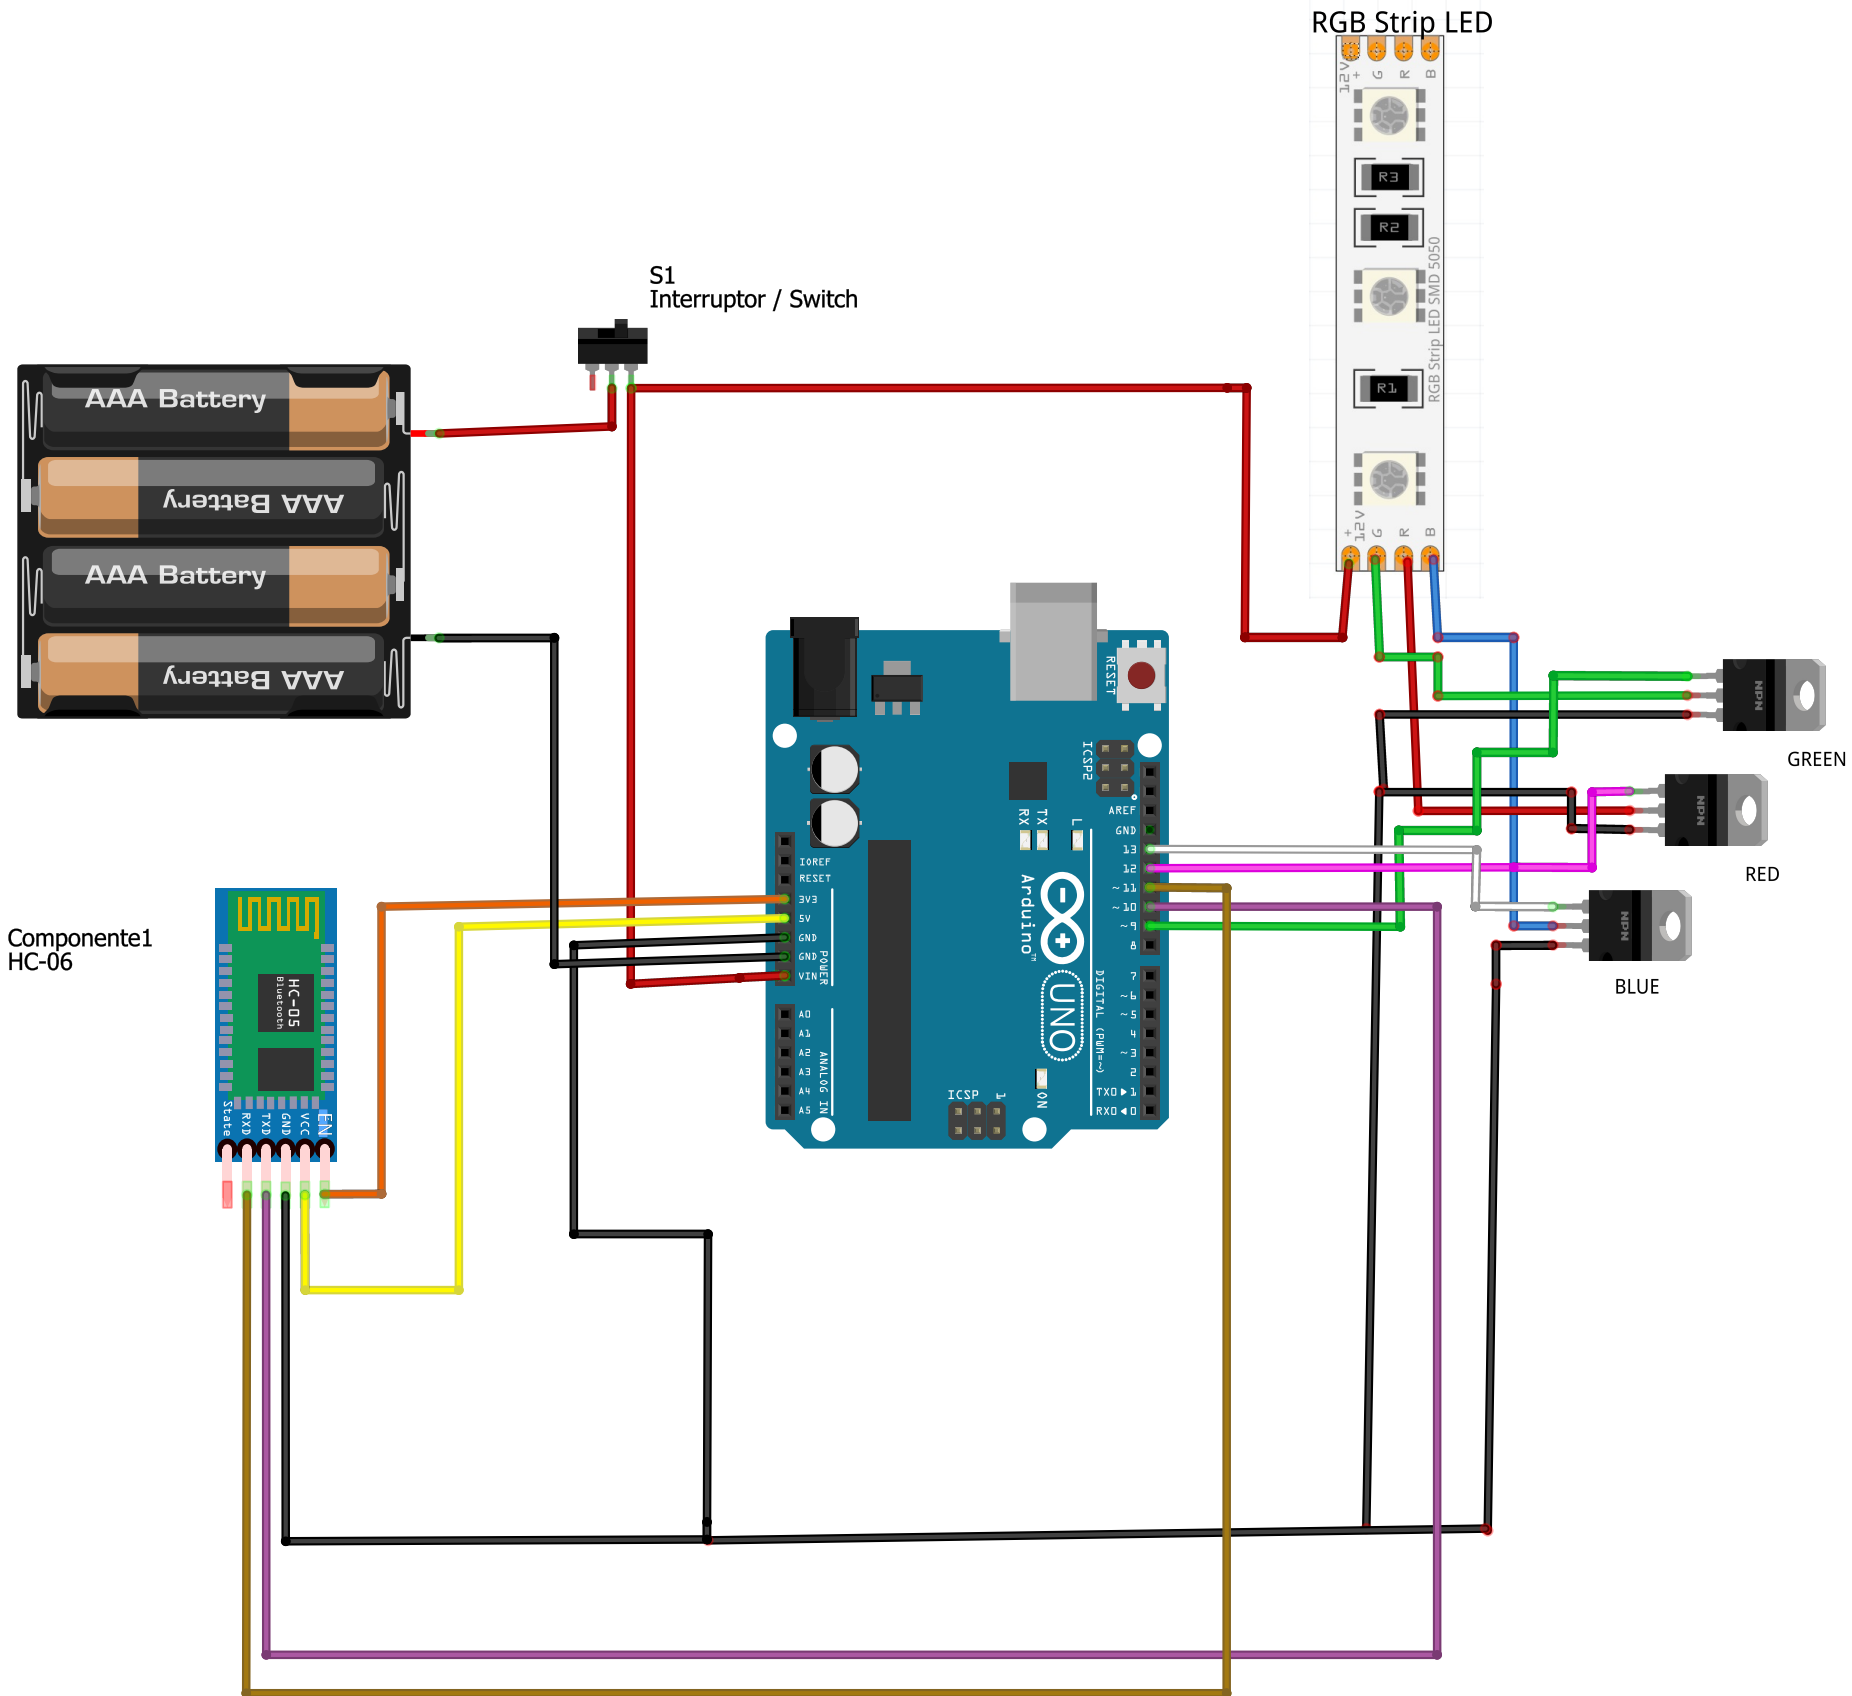 RGB Strip LED
12V
+
G
R
B
R3
R2
R1
RGB Strip LED SMD 5050
+
12V
G
R
B
S1
Interruptor / Switch
AAA Battery
AAA Battery
AAA Battery
AAA Battery
RESET
ICSP2
AREF
GND
13
12
~11
~10
~9
8
7
~6
~5
4
~3
2
TX0▶1
RX0◀0
RX
TX
L
IOREF
RESET
3V3
5V
GND
GND
VIN
POWER
A0
A1
A2
A3
A4
A5
ANALOG IN
Arduino™
UNO
DIGITAL (PWM=~)
ICSP
1
ON
NPN
GREEN
NPN
RED
NPN
BLUE
Componente1
HC-06
HC-05
Bluetooth
State
RXD
TXD
GND
VCC
EN